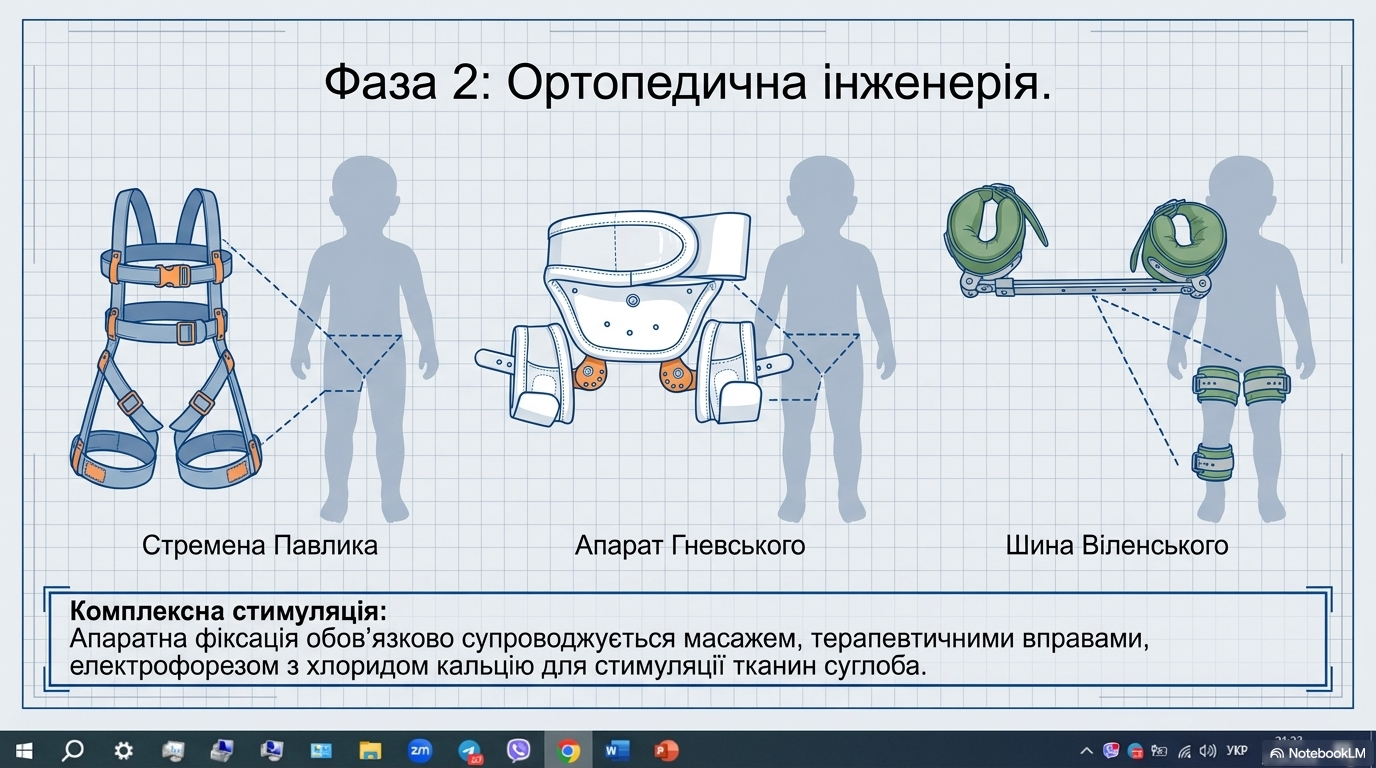 Фаза 2: Ортопедична інженерія.
Стремена Павлика
Апарат Гневського
Шина Віленського
Комплексна стимуляція:
Апаратна фіксація обов’язково супроводжується масажем, терапевтичними вправами,
електрофорезом з хлоридом кальцію для стимуляції тканин суглоба.
zm
W
P
УКР
NotebookLM